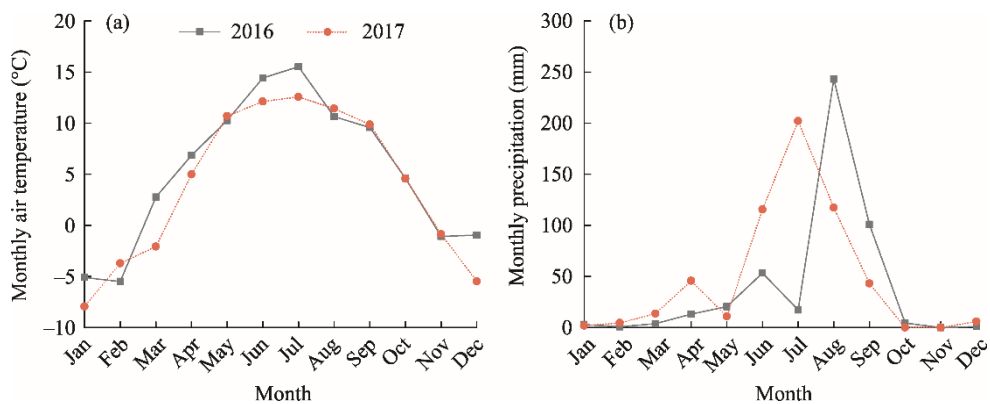 (a)
2016
2017
Monthly air temperature (°C)
20
15
10
5
0
–5
–10
Jan
Feb
Mar
Apr
May
Jun
Jul
Aug
Sep
Oct
Nov
Dec
Month
(b)
Monthly precipitation (mm)
300
250
200
150
100
50
0
Jan
Feb
Mar
Apr
May
Jun
Jul
Aug
Sep
Oct
Nov
Dec
Month